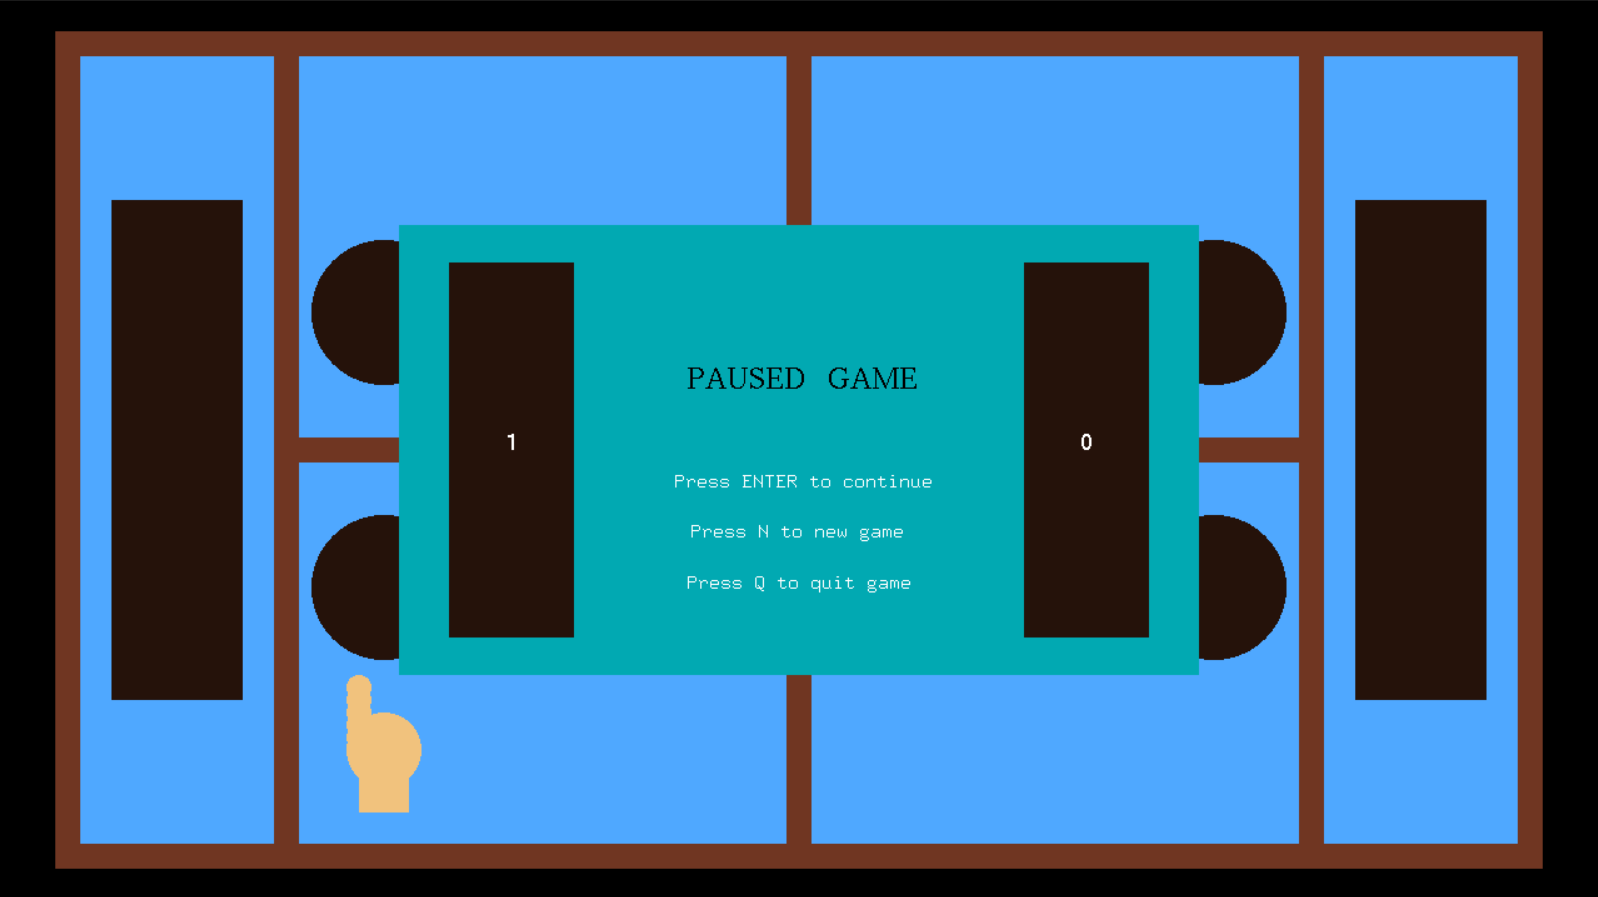 PAUSED GAME
1
0
Press ENTER to continue
Press N to new game
Press Q to quit game